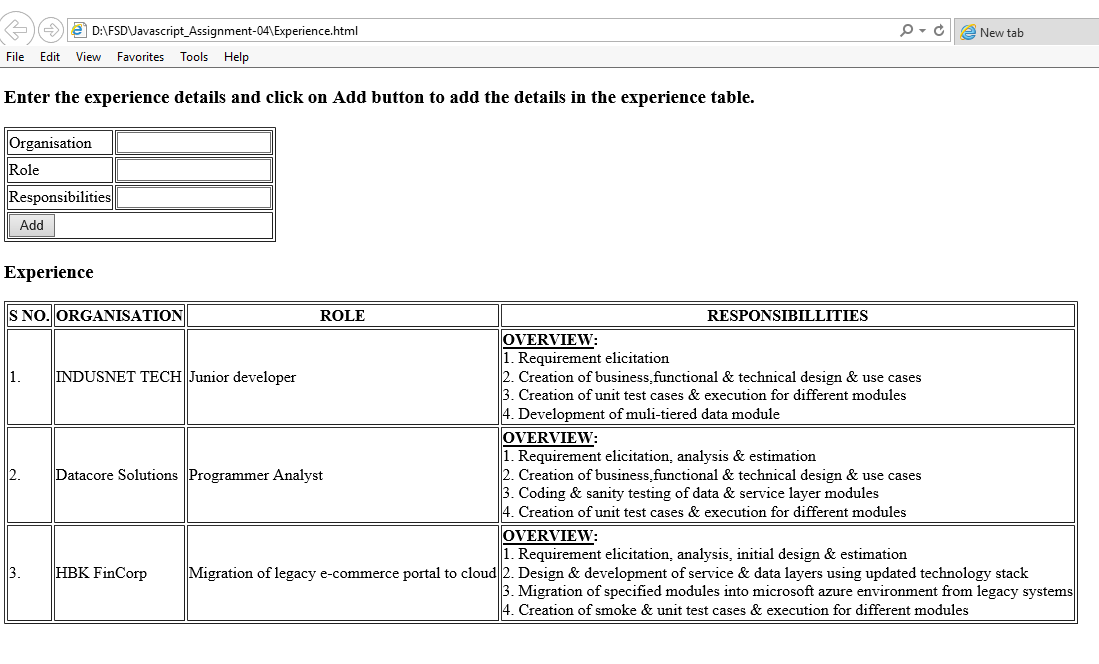 D:\FSD\Javascript_Assignment-04\Experience.html
New tab
File Edit View Favorites Tools Help
Enter the experience details and click on Add button to add the details in the experience table.
Organisation
Role
Responsibilities
Add
Experience
S NO. ORGANISATION ROLE RESPONSIBILLITIES
1. INDUSNET TECH Junior developer
OVERVIEW:
1. Requirement elicitation
2. Creation of business,functional & technical design & use cases
3. Creation of unit test cases & execution for different modules
4. Development of muli-tiered data module
2. Datacore Solutions Programmer Analyst
OVERVIEW:
1. Requirement elicitation, analysis & estimation
2. Creation of business,functional & technical design & use cases
3. Coding & sanity testing of data & service layer modules
4. Creation of unit test cases & execution for different modules
3. HBK FinCorp Migration of legacy e-commerce portal to cloud
OVERVIEW:
1. Requirement elicitation, analysis, initial design & estimation
2. Design & development of service & data layers using updated technology stack
3. Migration of specified modules into microsoft azure environment from legacy systems
4. Creation of smoke & unit test cases & execution for different modules